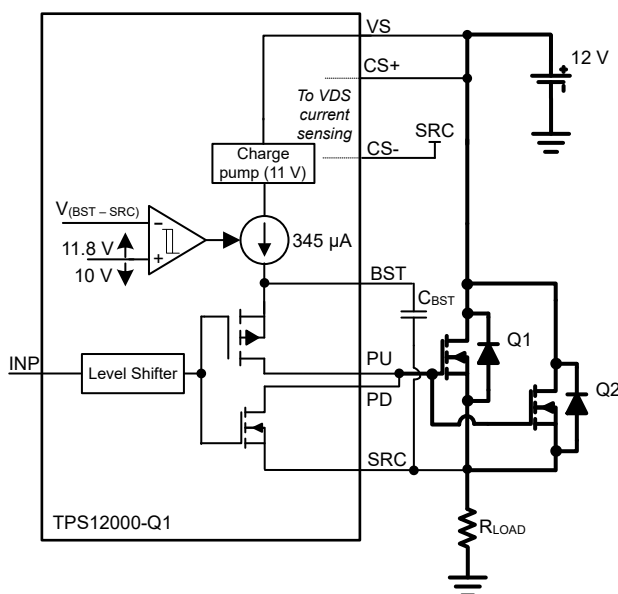 VS
CS+
12 V
To VDS
current
sensing
SRC
CS-
Charge
pump (11 V)
V(BST – SRC)
345 µA
11.8 V
10 V
BST
CBST
Q1
INP
Level Shifter
PU
Q2
PD
SRC
TPS12000-Q1
RLOAD